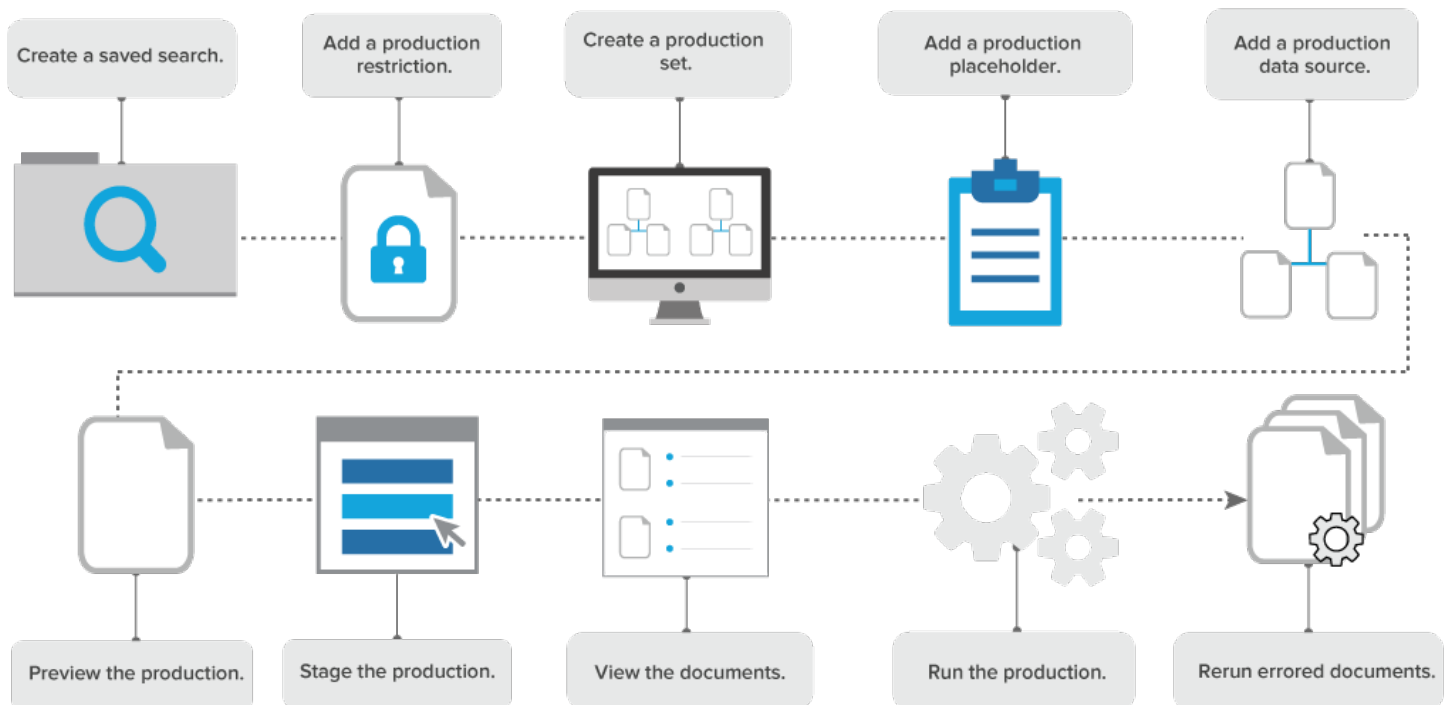 Create a saved search.
Add a production
restriction.
Create a production
set.
Add a production
placeholder.
Add a production
data source.
Preview the production.
Stage the production.
View the documents.
Run the production.
Rerun errored documents.